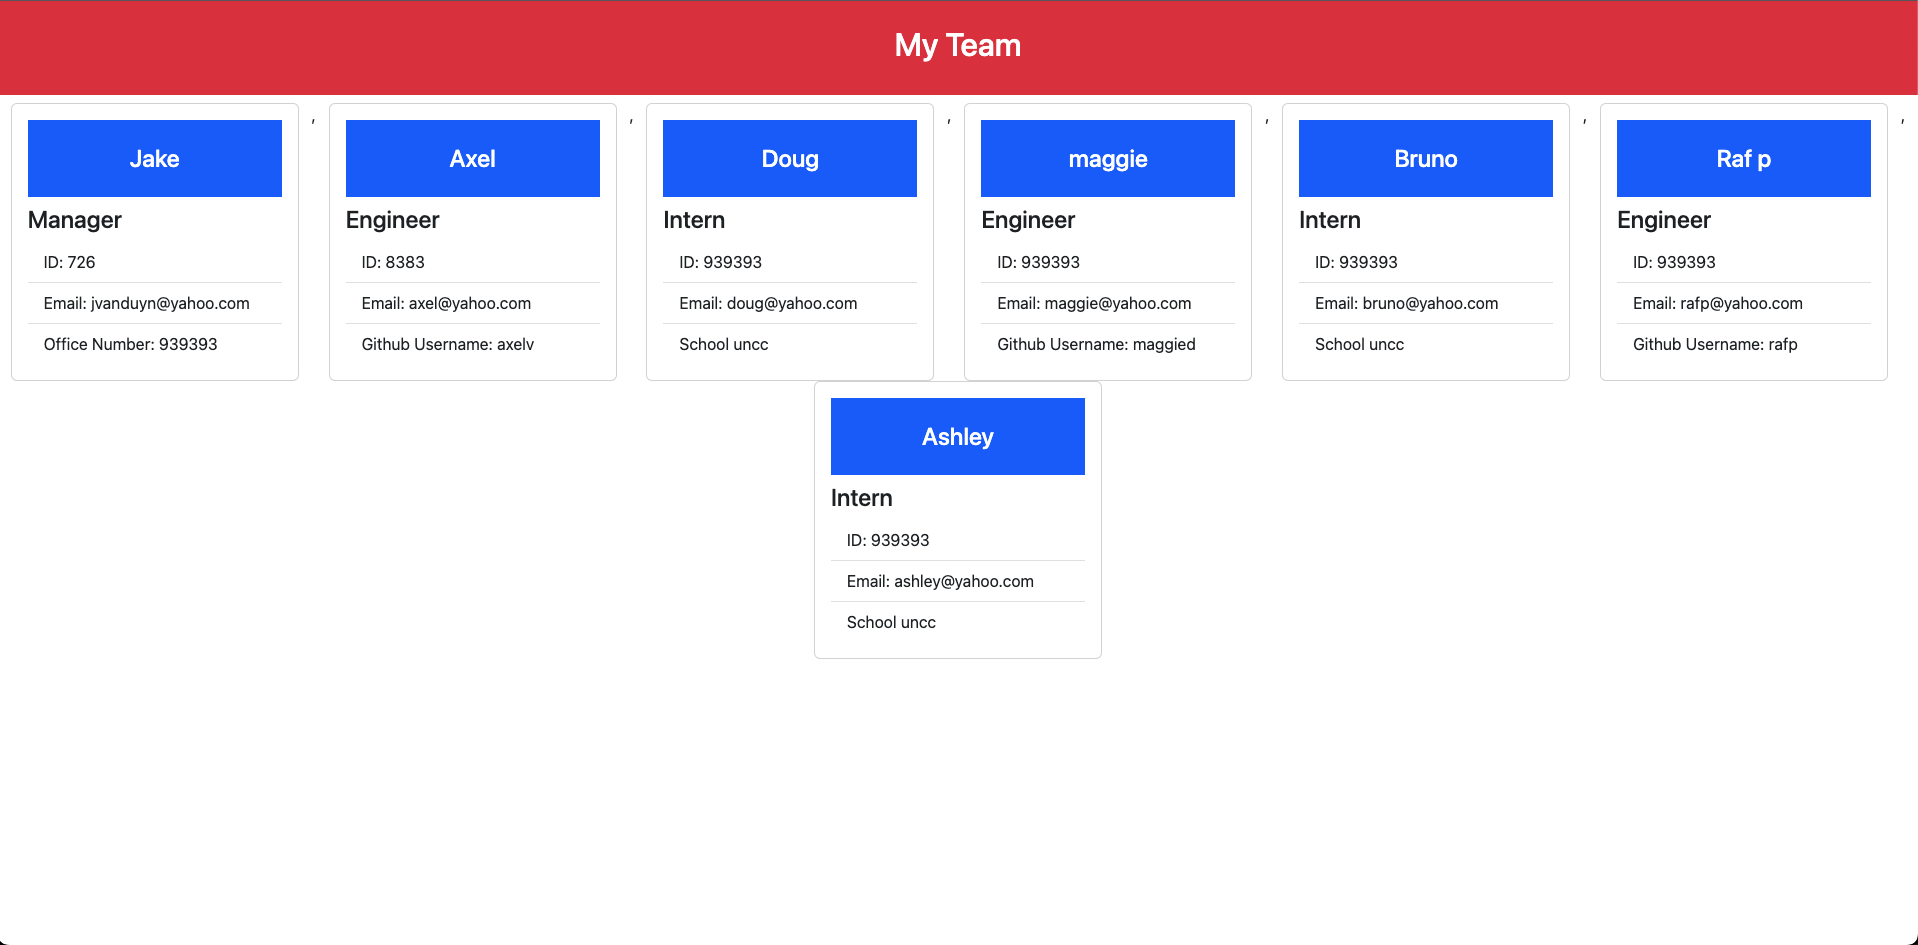 My Team
Jake
Manager
ID: 726
Email: jvanduyn@yahoo.com
Office Number: 939393
,
Axel
Engineer
ID: 8383
Email: axel@yahoo.com
Github Username: axelv
,
Doug
Intern
ID: 939393
Email: doug@yahoo.com
School uncc
,
maggie
Engineer
ID: 939393
Email: maggie@yahoo.com
Github Username: maggied
,
Bruno
Intern
ID: 939393
Email: bruno@yahoo.com
School uncc
,
Raf p
Engineer
ID: 939393
Email: rafp@yahoo.com
Github Username: rafp
,
Ashley
Intern
ID: 939393
Email: ashley@yahoo.com
School uncc